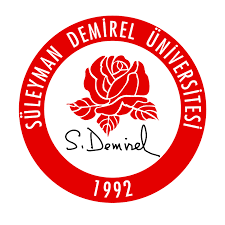 SÜLEYMAN DEMİREL ÜNİVERSİTESİ
S. Demirel
1992